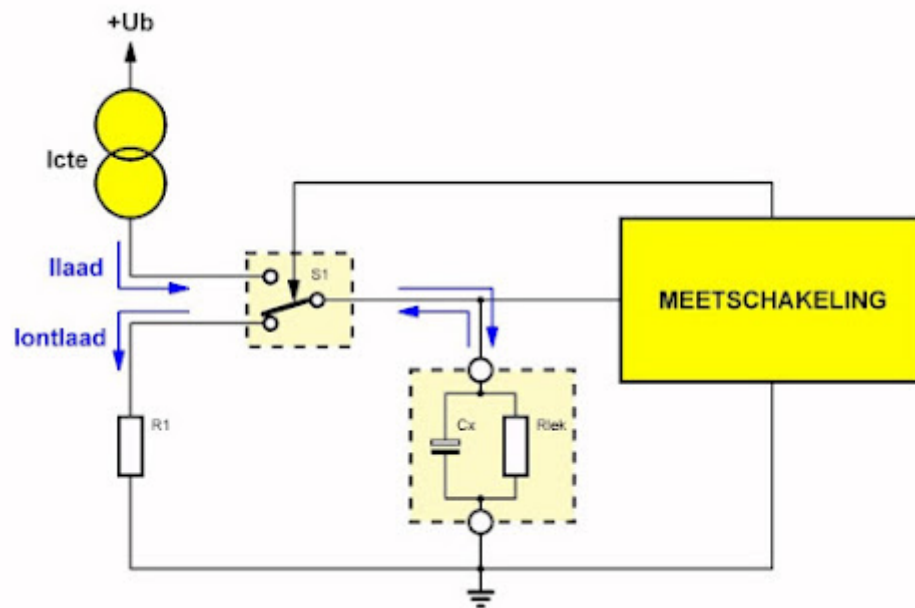 +Ub
Icte
Ilaad
S1
Iontlaad
MEETSCHAKELING
R1
Cx
Rlek